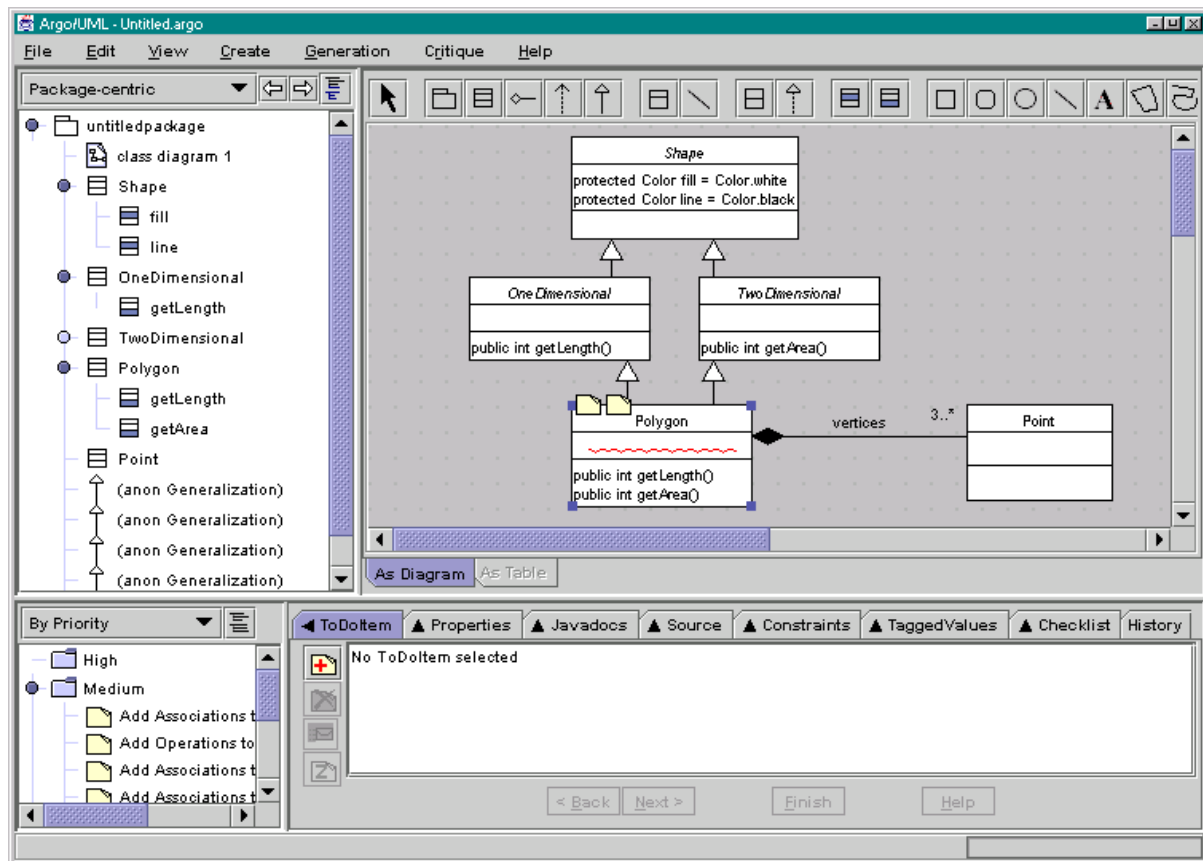 Argo/UML - Untitled.argo
File Edit View Create Generation Critique Help
Package-centric
untitledpackage
class diagram 1
Shape
fill
line
OneDimensional
getLength
TwoDimensional
Polygon
getLength
getArea
Point
(anon Generalization)
(anon Generalization)
(anon Generalization)
(anon Generalization)
A
Shape
protected Color fill = Color.white
protected Color line = Color.black
OneDimensional
public int getLength()
TwoDimensional
public int getArea()
Polygon
public int getLength()
public int getArea()
vertices
3..*
Point
As Diagram As Table
By Priority
High
Medium
Add Associations t
Add Operations to
Add Associations t
Add Associations t
ToDoItem Properties Javadocs Source Constraints TaggedValues Checklist History
No ToDoItem selected
Z
< Back Next > Finish Help